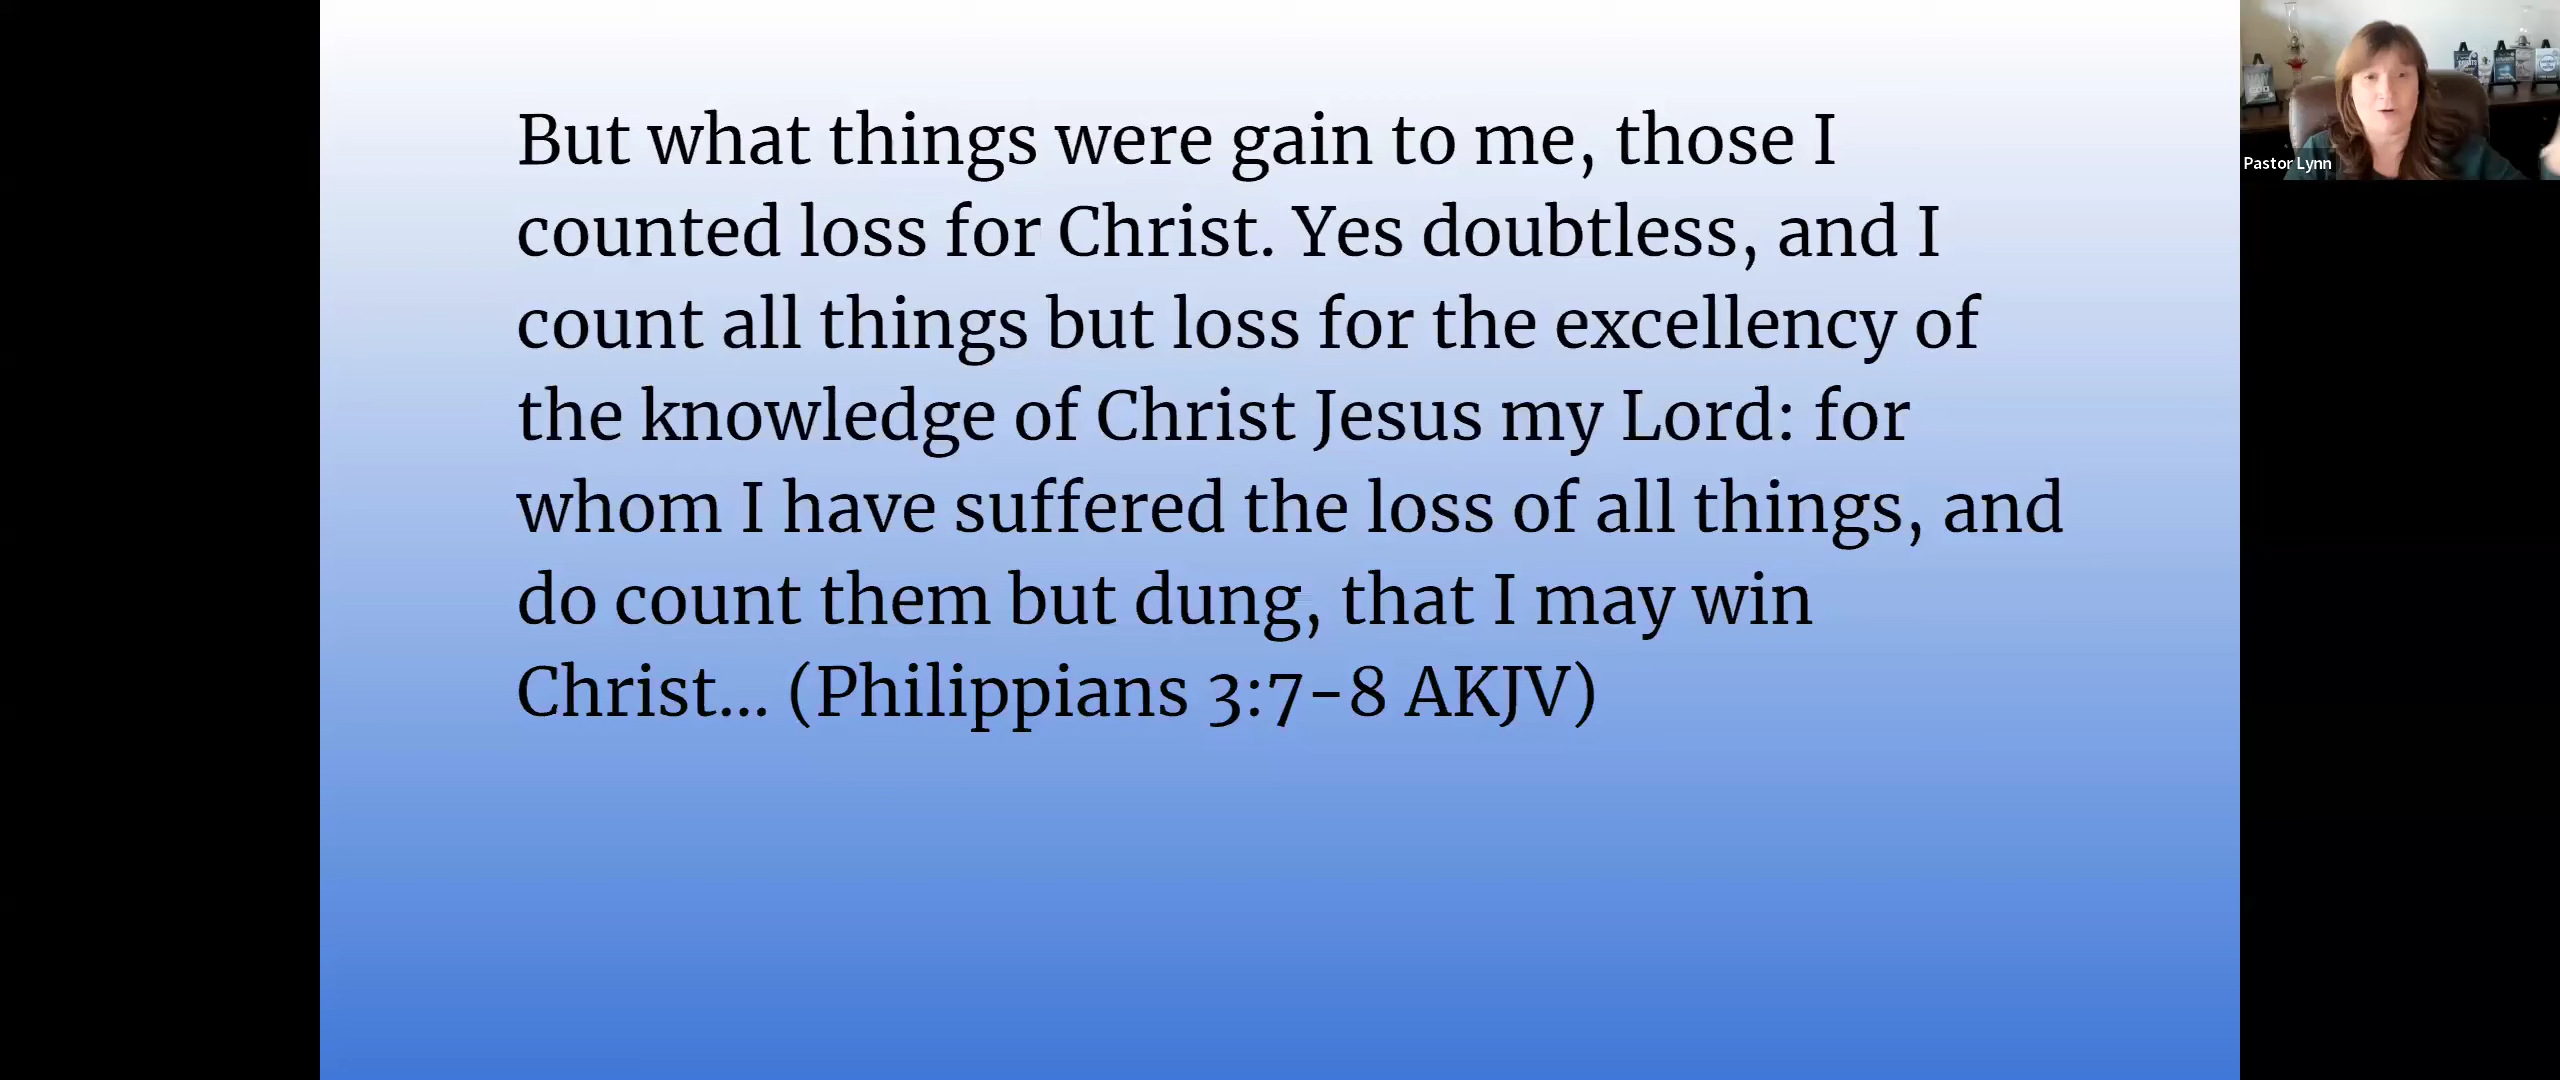 But what things were gain to me, those I
counted loss for Christ. Yes doubtless, and I
count all things but loss for the excellency of
the knowledge of Christ Jesus my Lord: for
whom I have suffered the loss of all things, and
do count them but dung, that I may win
Christ... (Philippians 3:7-8 AKJV)
Pastor Lynn